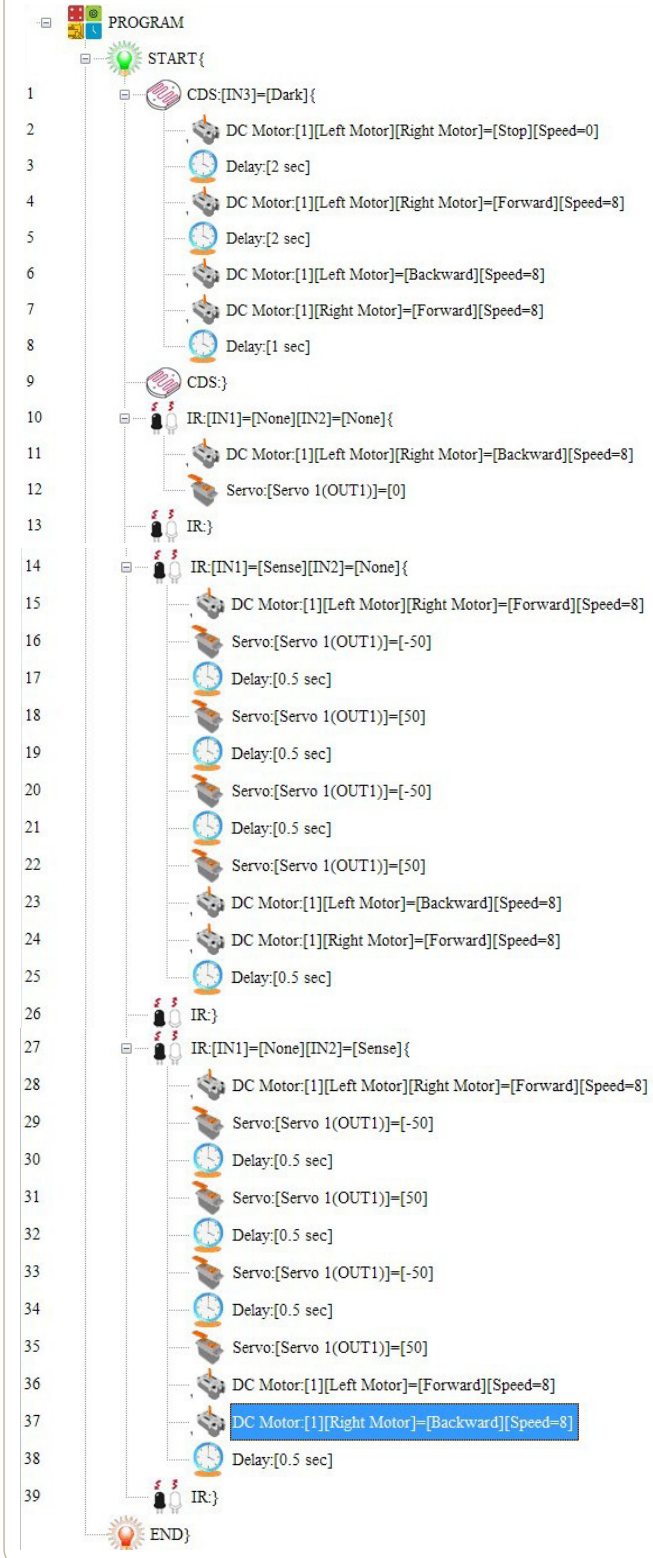 PROGRAM
START{
1 CDS:[IN3]=[Dark]{
2 DC Motor:[1][Left Motor][Right Motor]=[Stop][Speed=0]
3 Delay:[2 sec]
4 DC Motor:[1][Left Motor][Right Motor]=[Forward][Speed=8]
5 Delay:[2 sec]
6 DC Motor:[1][Left Motor]=[Backward][Speed=8]
7 DC Motor:[1][Right Motor]=[Forward][Speed=8]
8 Delay:[1 sec]
9 CDS:}
10 IR:[IN1]=[None][IN2]=[None]{
11 DC Motor:[1][Left Motor][Right Motor]=[Backward][Speed=8]
12 Servo:[Servo 1(OUT1)]=[0]
13 IR:}
14 IR:[IN1]=[Sense][IN2]=[None]{
15 DC Motor:[1][Left Motor][Right Motor]=[Forward][Speed=8]
16 Servo:[Servo 1(OUT1)]=[-50]
17 Delay:[0.5 sec]
18 Servo:[Servo 1(OUT1)]=[50]
19 Delay:[0.5 sec]
20 Servo:[Servo 1(OUT1)]=[-50]
21 Delay:[0.5 sec]
22 Servo:[Servo 1(OUT1)]=[50]
23 DC Motor:[1][Left Motor]=[Backward][Speed=8]
24 DC Motor:[1][Right Motor]=[Forward][Speed=8]
25 Delay:[0.5 sec]
26 IR:}
27 IR:[IN1]=[None][IN2]=[Sense]{
28 DC Motor:[1][Left Motor][Right Motor]=[Forward][Speed=8]
29 Servo:[Servo 1(OUT1)]=[-50]
30 Delay:[0.5 sec]
31 Servo:[Servo 1(OUT1)]=[50]
32 Delay:[0.5 sec]
33 Servo:[Servo 1(OUT1)]=[-50]
34 Delay:[0.5 sec]
35 Servo:[Servo 1(OUT1)]=[50]
36 DC Motor:[1][Left Motor]=[Forward][Speed=8]
37 DC Motor:[1][Right Motor]=[Backward][Speed=8]
38 Delay:[0.5 sec]
39 IR:}
END}